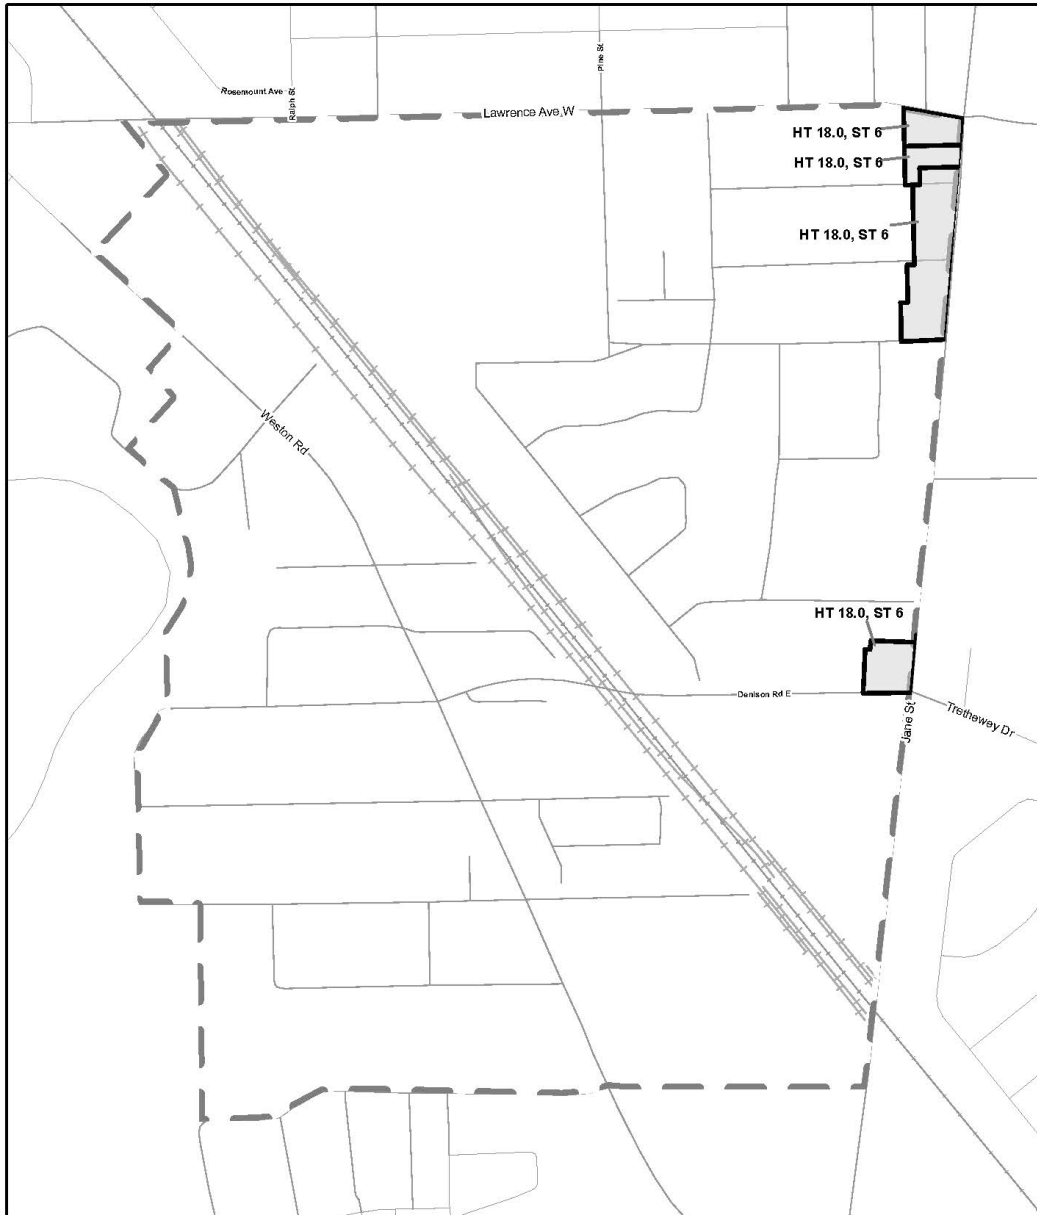 Rosemount Ave
Ralph St
Pine St
Lawrence Ave W
HT 18.0, ST 6
HT 18.0, ST 6
HT 18.0, ST 6
Weston Rd
HT 18.0, ST 6
Denison Rd E
Jane St
Trethewey Dr